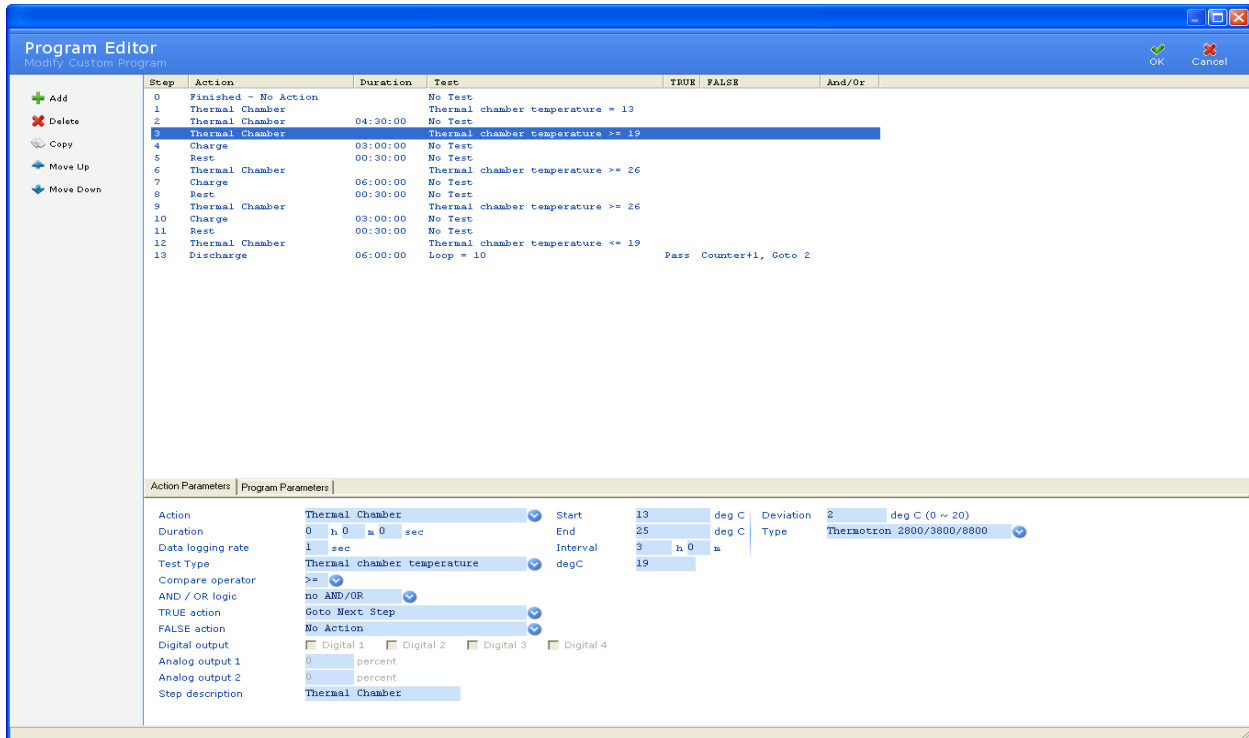 Program Editor
Modify Custom Program
OK
Cancel
Add
Delete
Copy
Move Up
Move Down
Step Action Duration Test TRUE FALSE And/Or
0 Finished - No Action No Test
1 Thermal Chamber Thermal chamber temperature = 13
2 Thermal Chamber 04:30:00 No Test
3 Thermal Chamber Thermal chamber temperature >= 19
4 Charge 03:00:00 No Test
5 Rest 00:30:00 No Test
6 Thermal Chamber Thermal chamber temperature >= 26
7 Charge 06:00:00 No Test
8 Rest 00:30:00 No Test
9 Thermal Chamber Thermal chamber temperature >= 26
10 Charge 03:00:00 No Test
11 Rest 00:30:00 No Test
12 Thermal Chamber Thermal chamber temperature <= 19
13 Discharge 06:00:00 Loop = 10 Pass Counter+1, Goto 2
Action Parameters Program Parameters
Action Thermal Chamber Start 13 deg C Deviation 2 deg C (0 ~ 20)
Duration 0 h 0 m 0 sec End 25 deg C Type Thermotron 2800/3800/8800
Data logging rate 1 sec Interval 3 h 0 m
Test Type Thermal chamber temperature degC 19
Compare operator >=
AND / OR logic no AND/OR
TRUE action Goto Next Step
FALSE action No Action
Digital output Digital 1 Digital 2 Digital 3 Digital 4
Analog output 1 0 percent
Analog output 2 0 percent
Step description Thermal Chamber